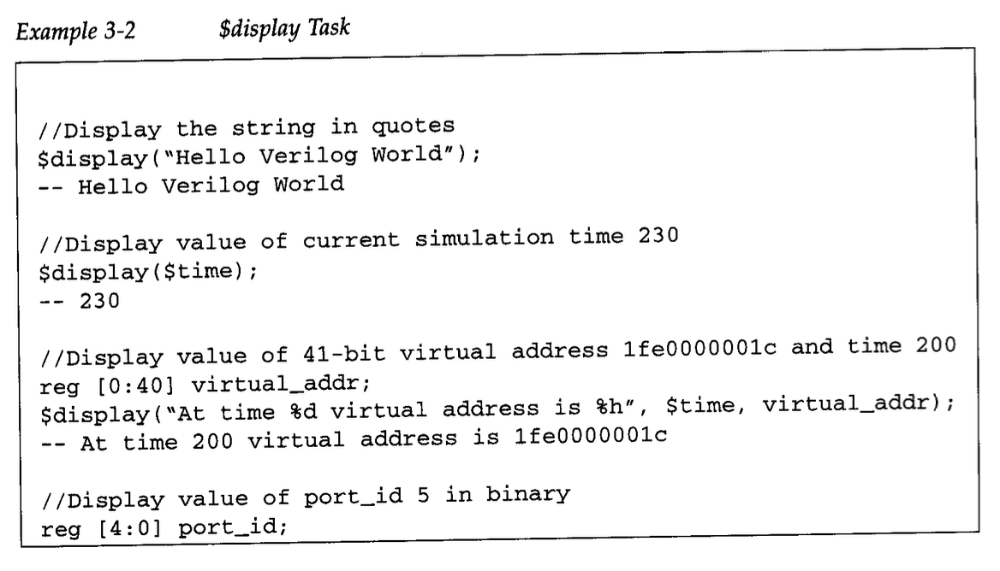 Example 3-2 $display Task
//Display the string in quotes
$display("Hello Verilog World");
-- Hello Verilog World
//Display value of current simulation time 230
$display($time);
-- 230
//Display value of 41-bit virtual address 1fe0000001c and time 200
reg [0:40] virtual_addr;
$display("At time %d virtual address is %h", $time, virtual_addr);
-- At time 200 virtual address is 1fe0000001c
//Display value of port_id 5 in binary
reg [4:0] port_id;